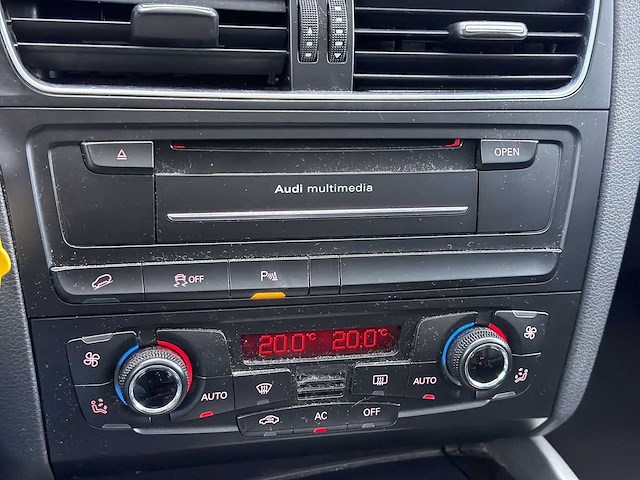 OPEN
Audi multimedia
OFF P
20.0°C 20.0°C
AUTO AUTO
AC OFF